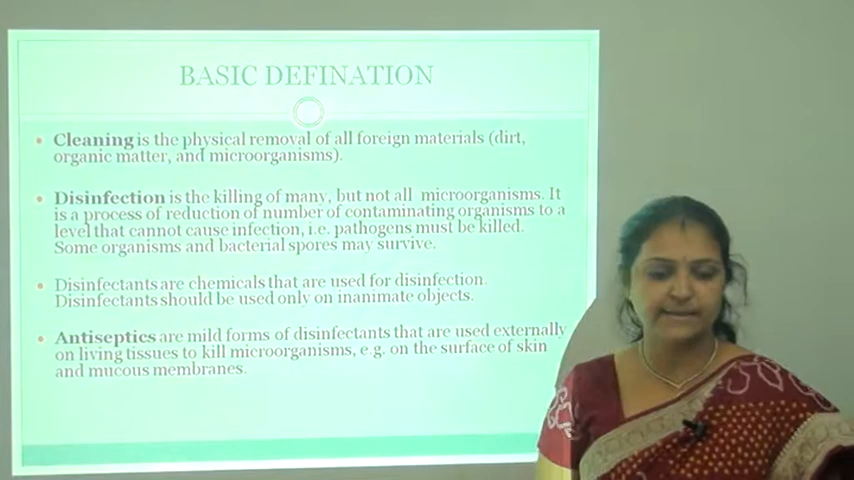 BASIC DEFINATION
• Cleaning is the physical removal of all foreign materials (dirt,
organic matter, and microorganisms).
• Disinfection is the killing of many, but not all microorganisms. It
is a process of reduction of number of contaminating organisms to a
level that cannot cause infection, i.e. pathogens must be killed.
Some organisms and bacterial spores may survive.
• Disinfectants are chemicals that are used for disinfection.
Disinfectants should be used only on inanimate objects.
• Antiseptics are mild forms of disinfectants that are used externally
on living tissues to kill microorganisms, e.g. on the surface of skin
and mucous membranes.